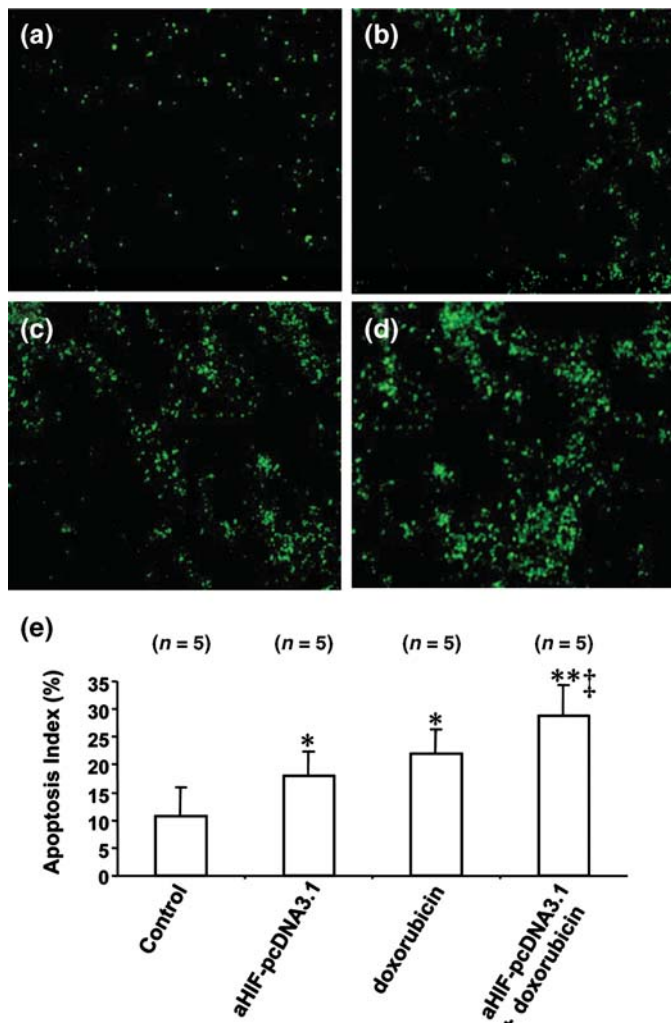 (a)
(b)
(c)
(d)
(e)
(n = 5)
(n = 5)
(n = 5)
(n = 5)
Apoptosis Index (%)
35
30
25
20
15
10
5
0
*
*
**‡
Control
aHIF-pcDNA3.1
doxorubicin
aHIF-pcDNA3.1
+ doxorubicin